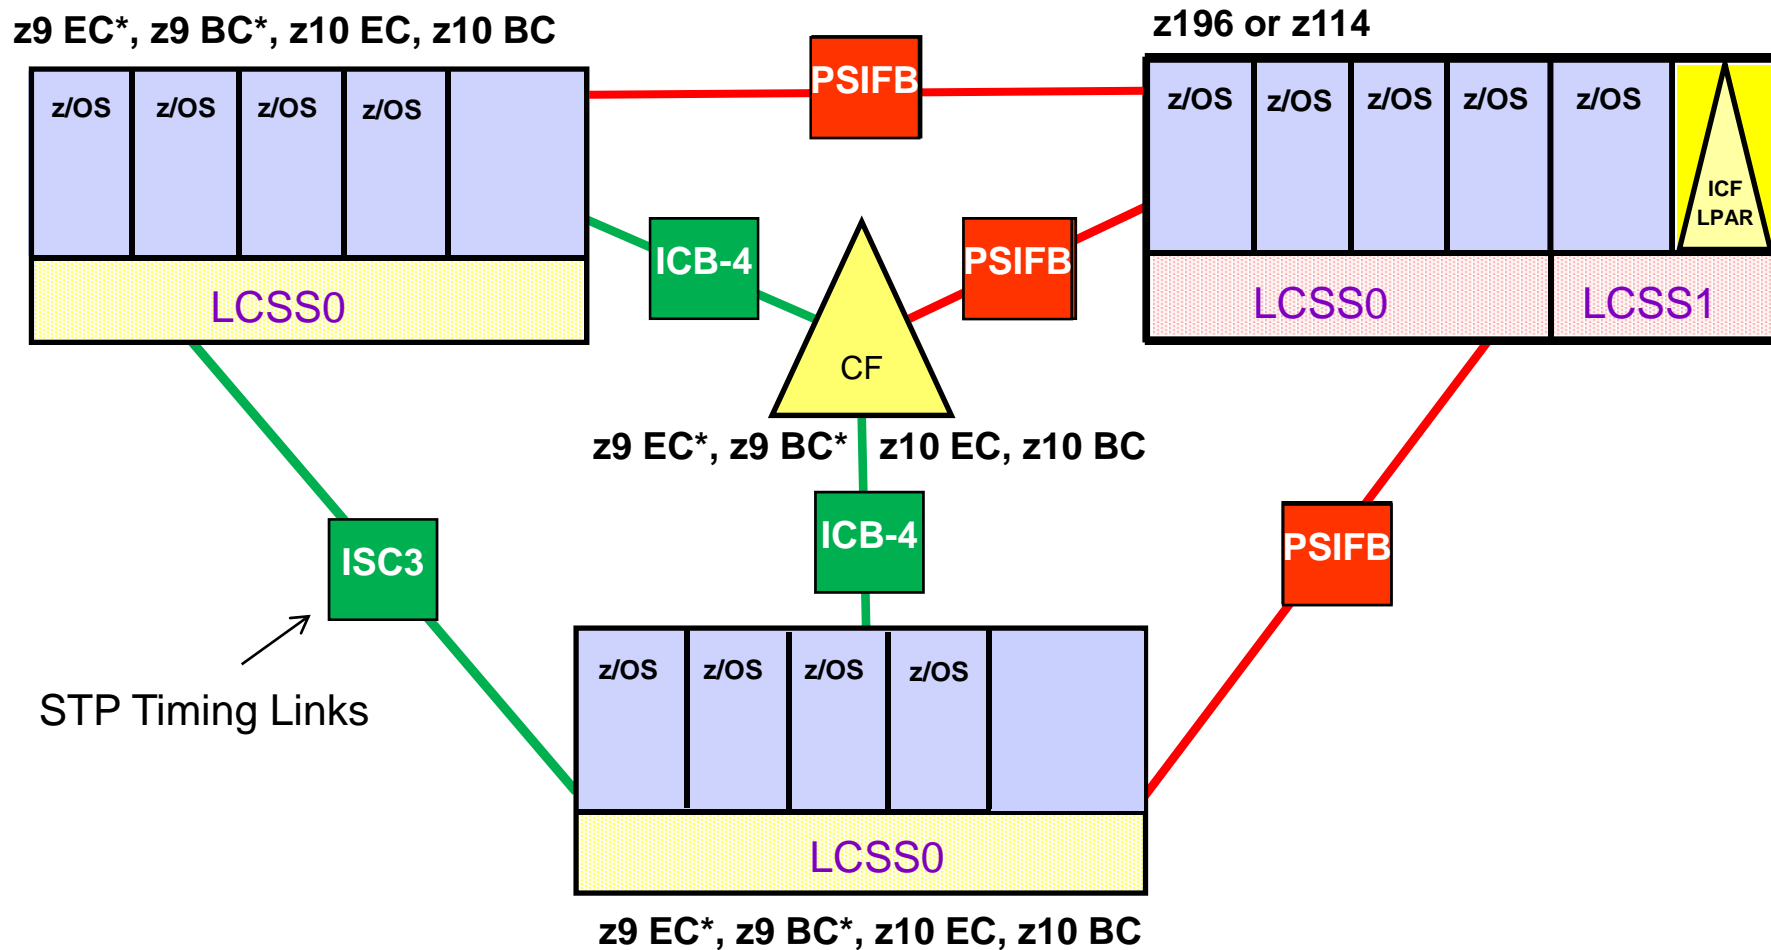 z9 EC*, z9 BC*, z10 EC, z10 BC
z196 or z114
PSIFB
z/OS
z/OS
z/OS
z/OS
z/OS
z/OS
z/OS
z/OS
z/OS
ICF
LPAR
ICB-4
PSIFB
LCSS0
LCSS0
LCSS1
CF
z9 EC*, z9 BC*
z10 EC, z10 BC
ICB-4
ISC3
PSIFB
STP Timing Links
z/OS
z/OS
z/OS
z/OS
LCSS0
z9 EC*, z9 BC*, z10 EC, z10 BC